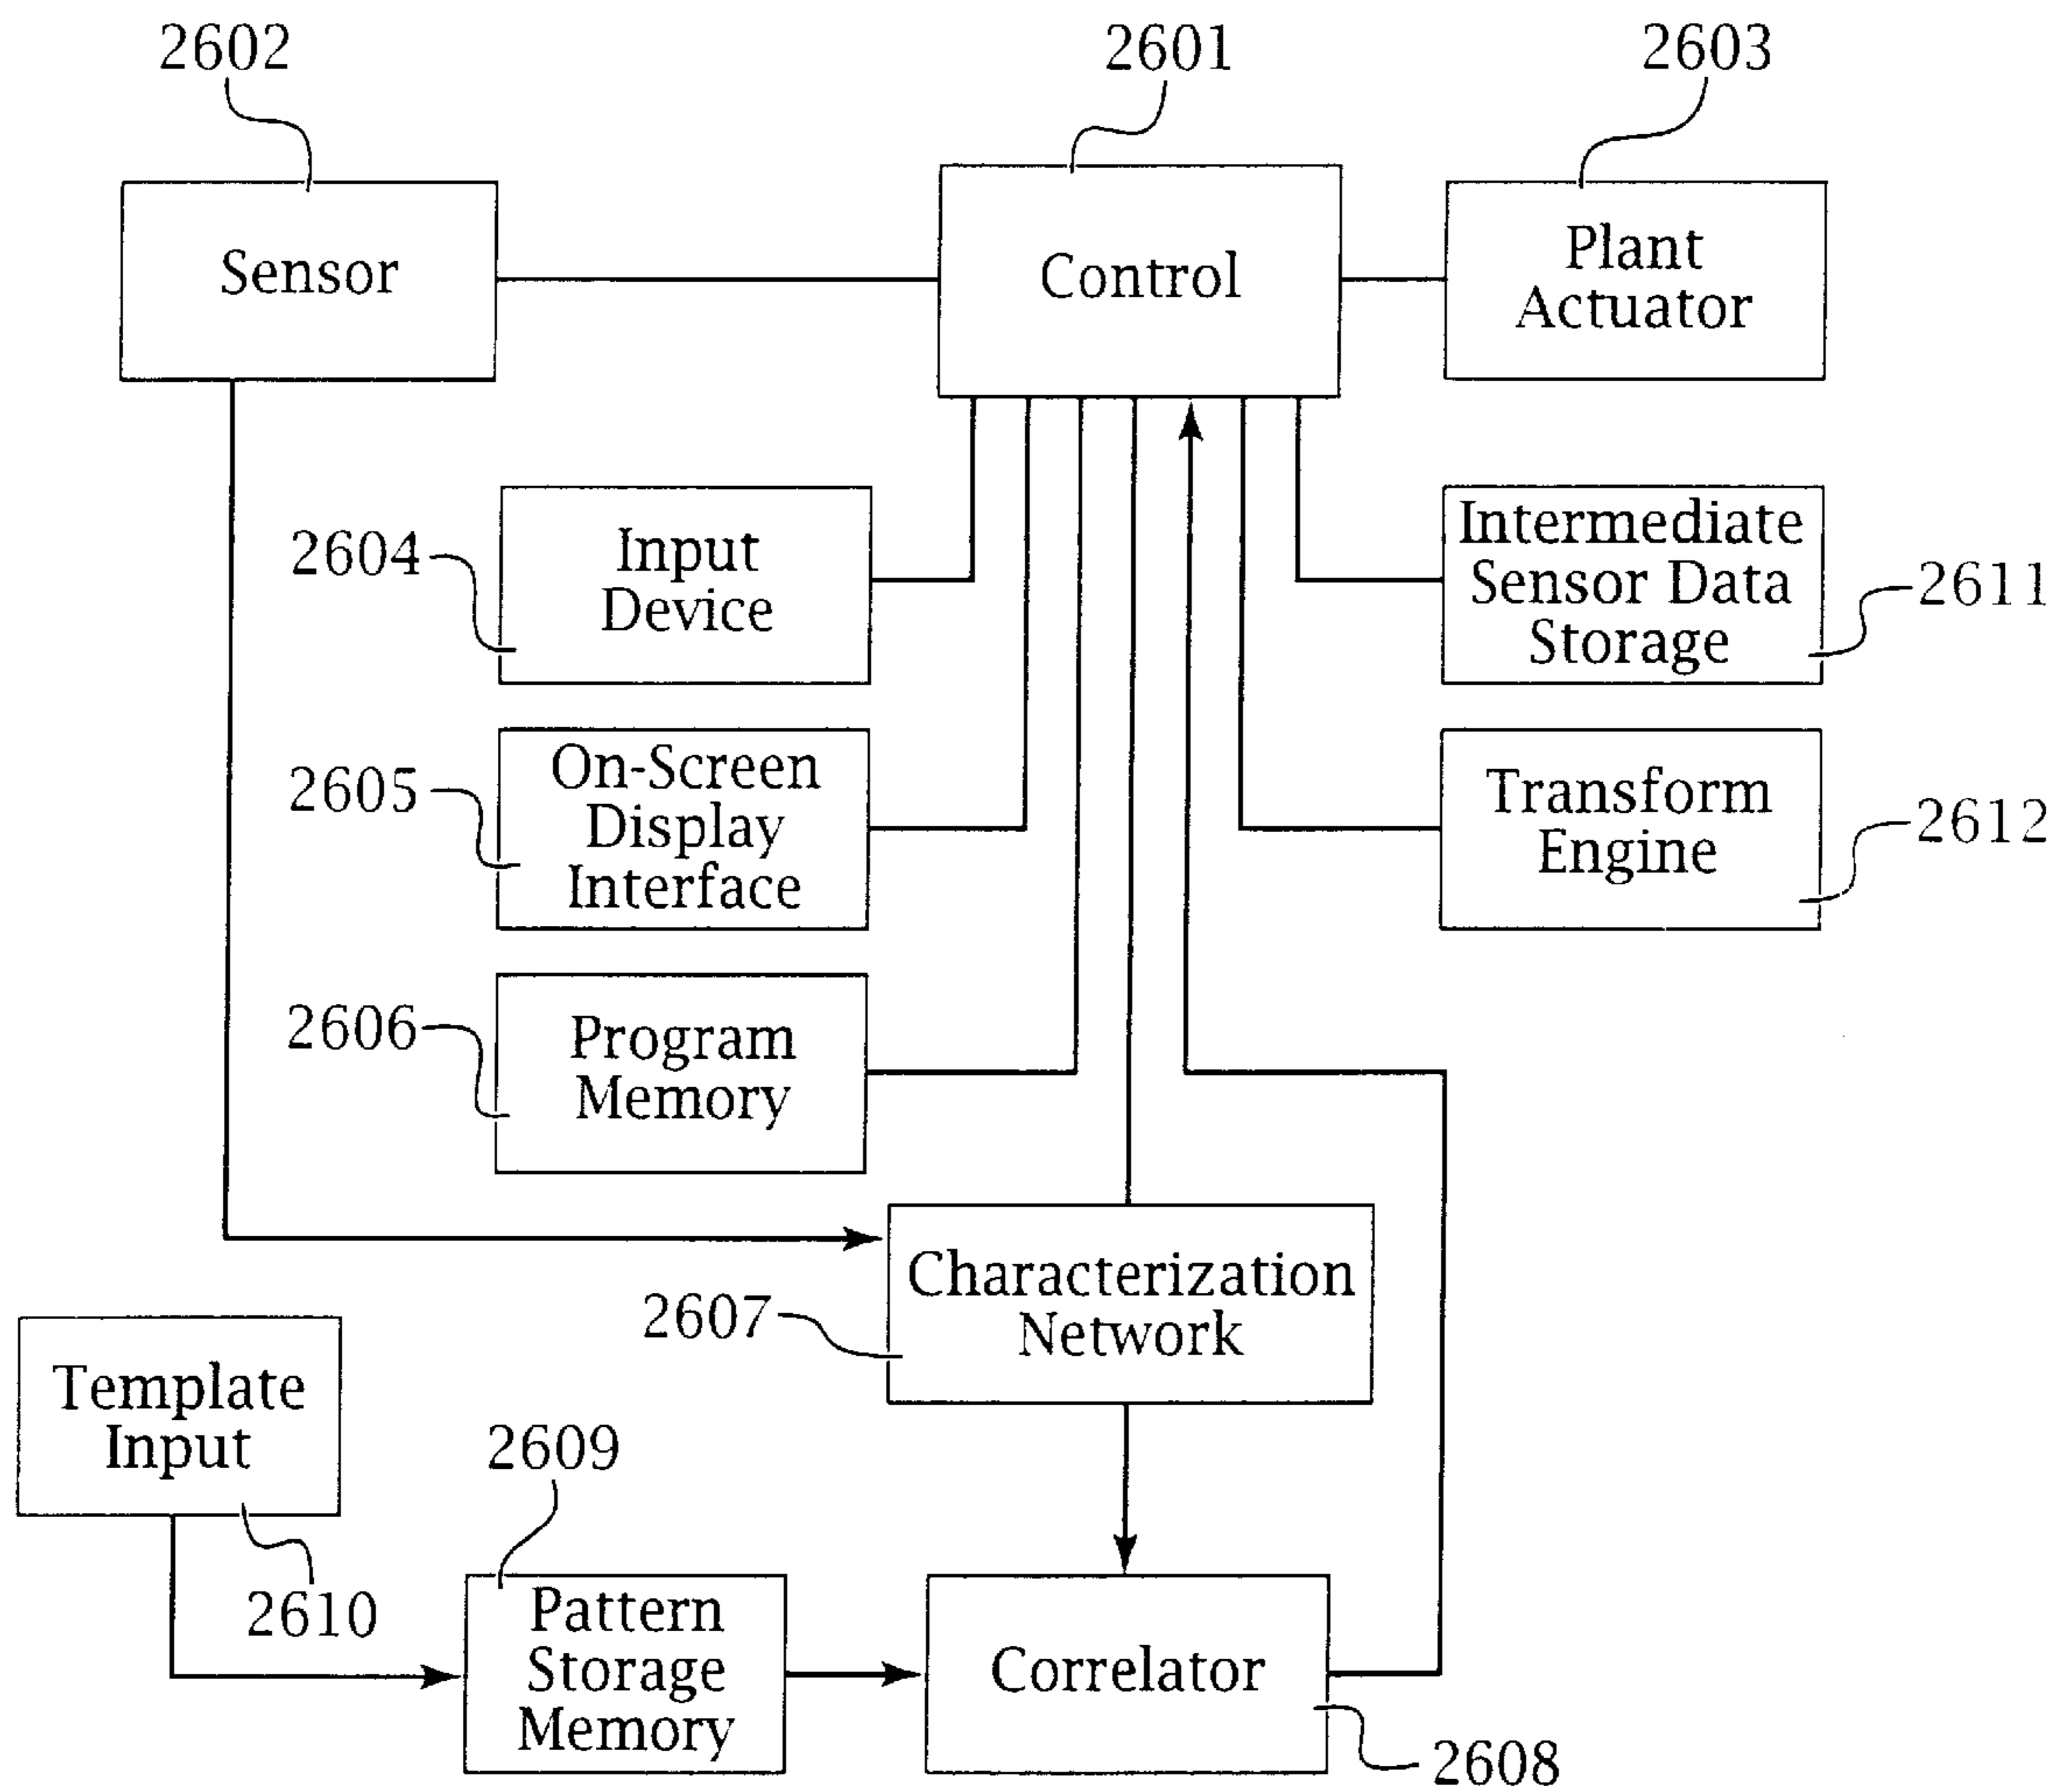 2602
2601
2603
Sensor
Control
Plant
Actuator
2604
Input
Device
Intermediate
Sensor Data
Storage
2611
2605
On-Screen
Display
Interface
Transform
Engine
2612
2606
Program
Memory
2607
Characterization
Network
Template
Input
2610
2609
Pattern
Storage
Memory
Correlator
2608